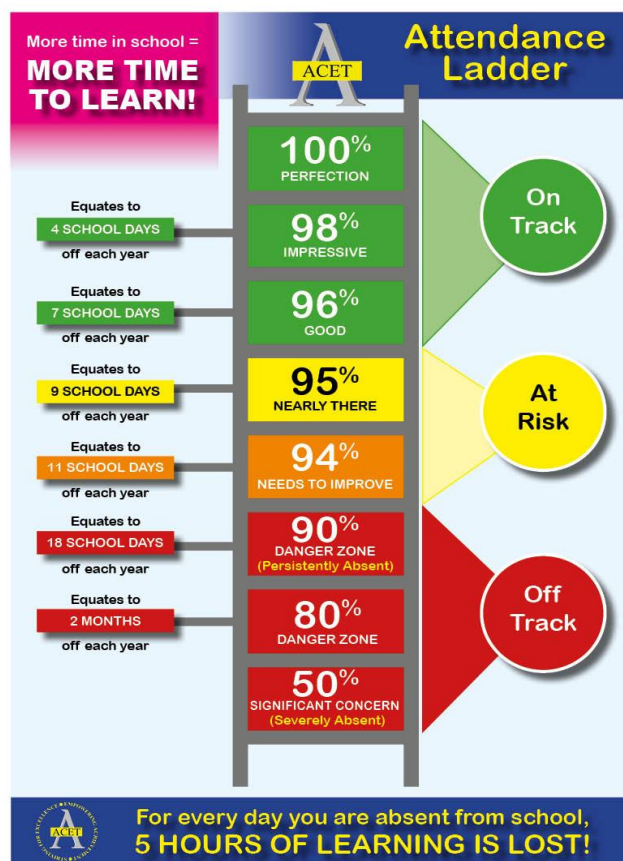 More time in school =
MORE TIME
TO LEARN!
A
ACET
Attendance
Ladder
100%
PERFECTION
Equates to
4 SCHOOL DAYS
off each year
98%
IMPRESSIVE
On
Track
Equates to
7 SCHOOL DAYS
off each year
96%
GOOD
Equates to
9 SCHOOL DAYS
off each year
95%
NEARLY THERE
At
Risk
Equates to
11 SCHOOL DAYS
off each year
94%
NEEDS TO IMPROVE
Equates to
18 SCHOOL DAYS
off each year
90%
DANGER ZONE
(Persistently Absent)
Equates to
2 MONTHS
off each year
80%
DANGER ZONE
Off
Track
50%
SIGNIFICANT CONCERN
(Severely Absent)
ACET
For every day you are absent from school,
5 HOURS OF LEARNING IS LOST!